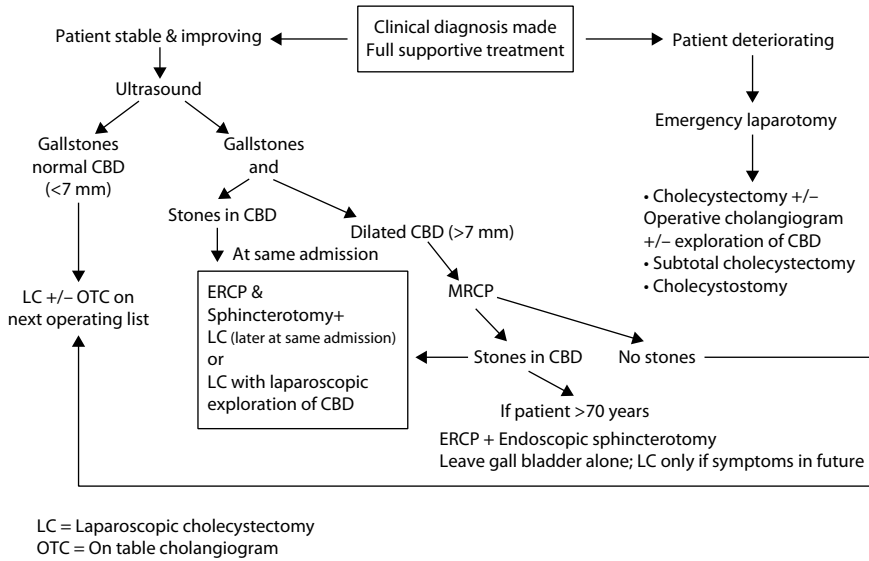 Clinical diagnosis made
Full supportive treatment
Patient stable & improving
Patient deteriorating
Ultrasound
Emergency laparotomy
Gallstones
normal CBD
(<7 mm)
Gallstones
and
• Cholecystectomy +/–
Operative cholangiogram
+/– exploration of CBD
• Subtotal cholecystectomy
• Cholecystostomy
Stones in CBD
Dilated CBD (>7 mm)
At same admission
LC +/– OTC on
next operating list
ERCP &
Sphincterotomy+
LC (later at same admission)
or
LC with laparoscopic
exploration of CBD
MRCP
Stones in CBD
No stones
If patient >70 years
ERCP + Endoscopic sphincterotomy
Leave gall bladder alone; LC only if symptoms in future
LC = Laparoscopic cholecystectomy
OTC = On table cholangiogram